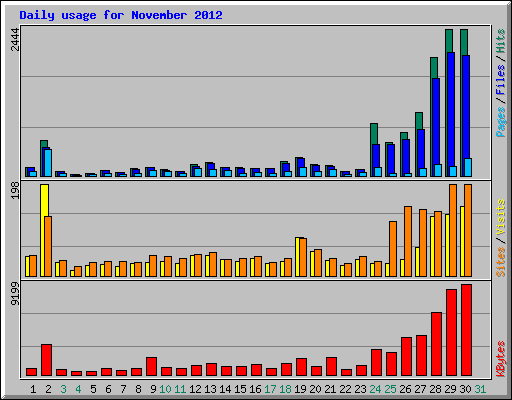 Daily usage for November 2012
2444
Pages / Files / Hits
198
Sites / Visits
9199
KBytes
1 2 3 4 5 6 7 8 9 10 11 12 13 14 15 16 17 18 19 20 21 22 23 24 25 26 27 28 29 30 31